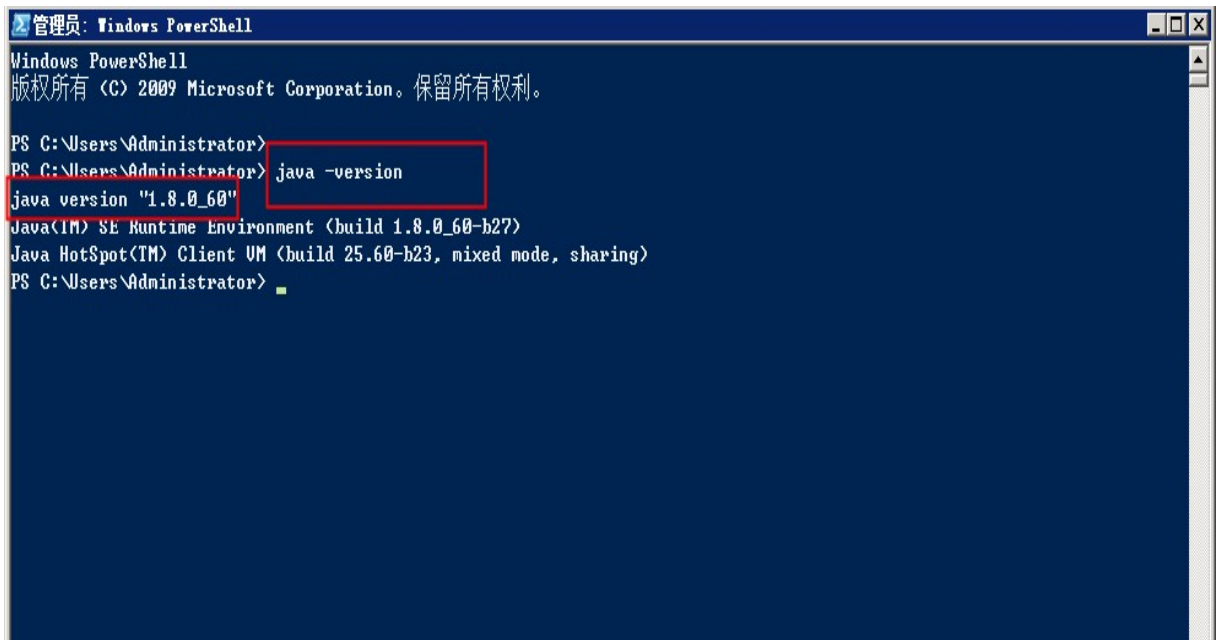 管理员: Windows PowerShell
Windows PowerShell
版权所有 (C) 2009 Microsoft Corporation。保留所有权利。
PS C:\Users\Administrator>
PS C:\Users\Administrator> java -version
java version "1.8.0_60"
Java(TM) SE Runtime Environment (build 1.8.0_60-b27)
Java HotSpot(TM) Client VM (build 25.60-b23, mixed mode, sharing)
PS C:\Users\Administrator>